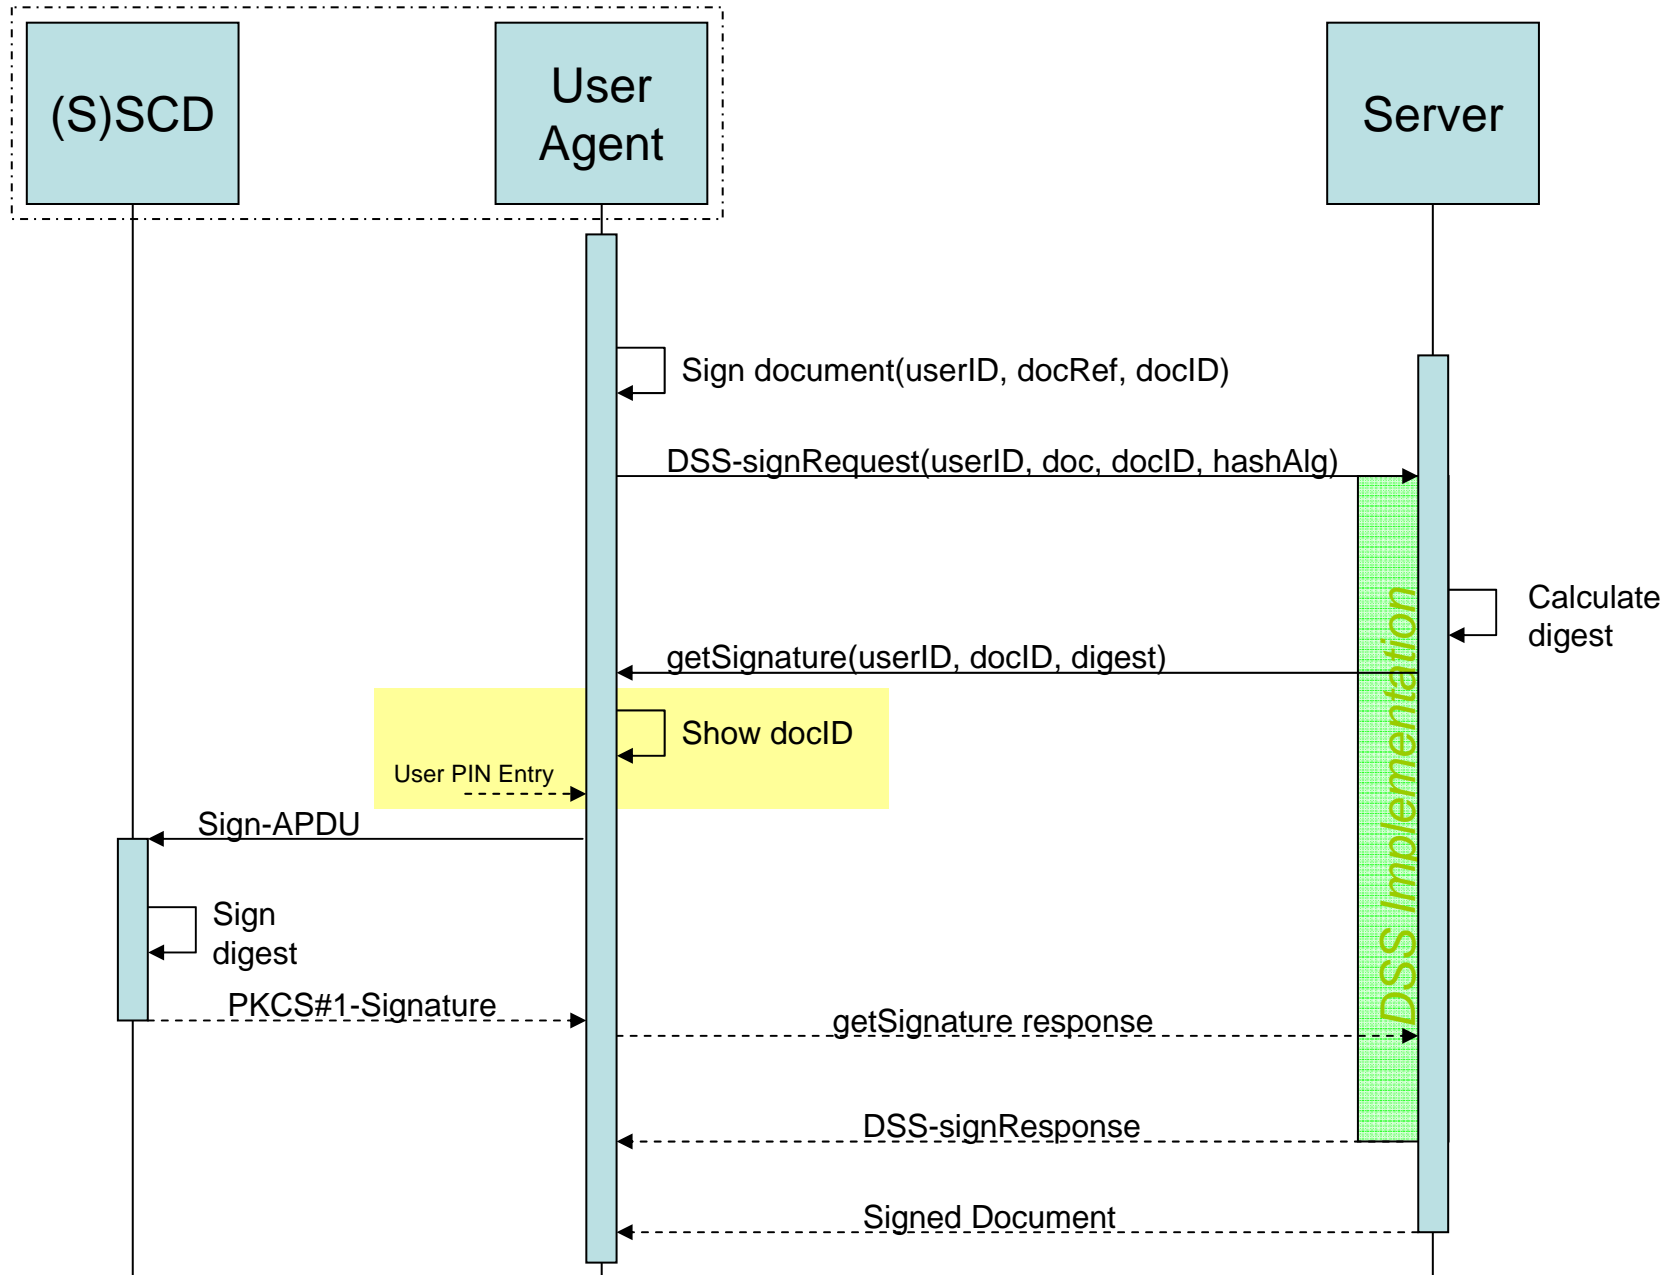 (S)SCD
User
Agent
Server
Sign document(userID, docRef, docID)
DSS-signRequest(userID, doc, docID, hashAlg)
Calculate
digest
getSignature(userID, docID, digest)
Show docID
User PIN Entry
DSS Implementation
Sign-APDU
Sign
digest
PKCS#1-Signature
getSignature response
DSS-signResponse
Signed Document